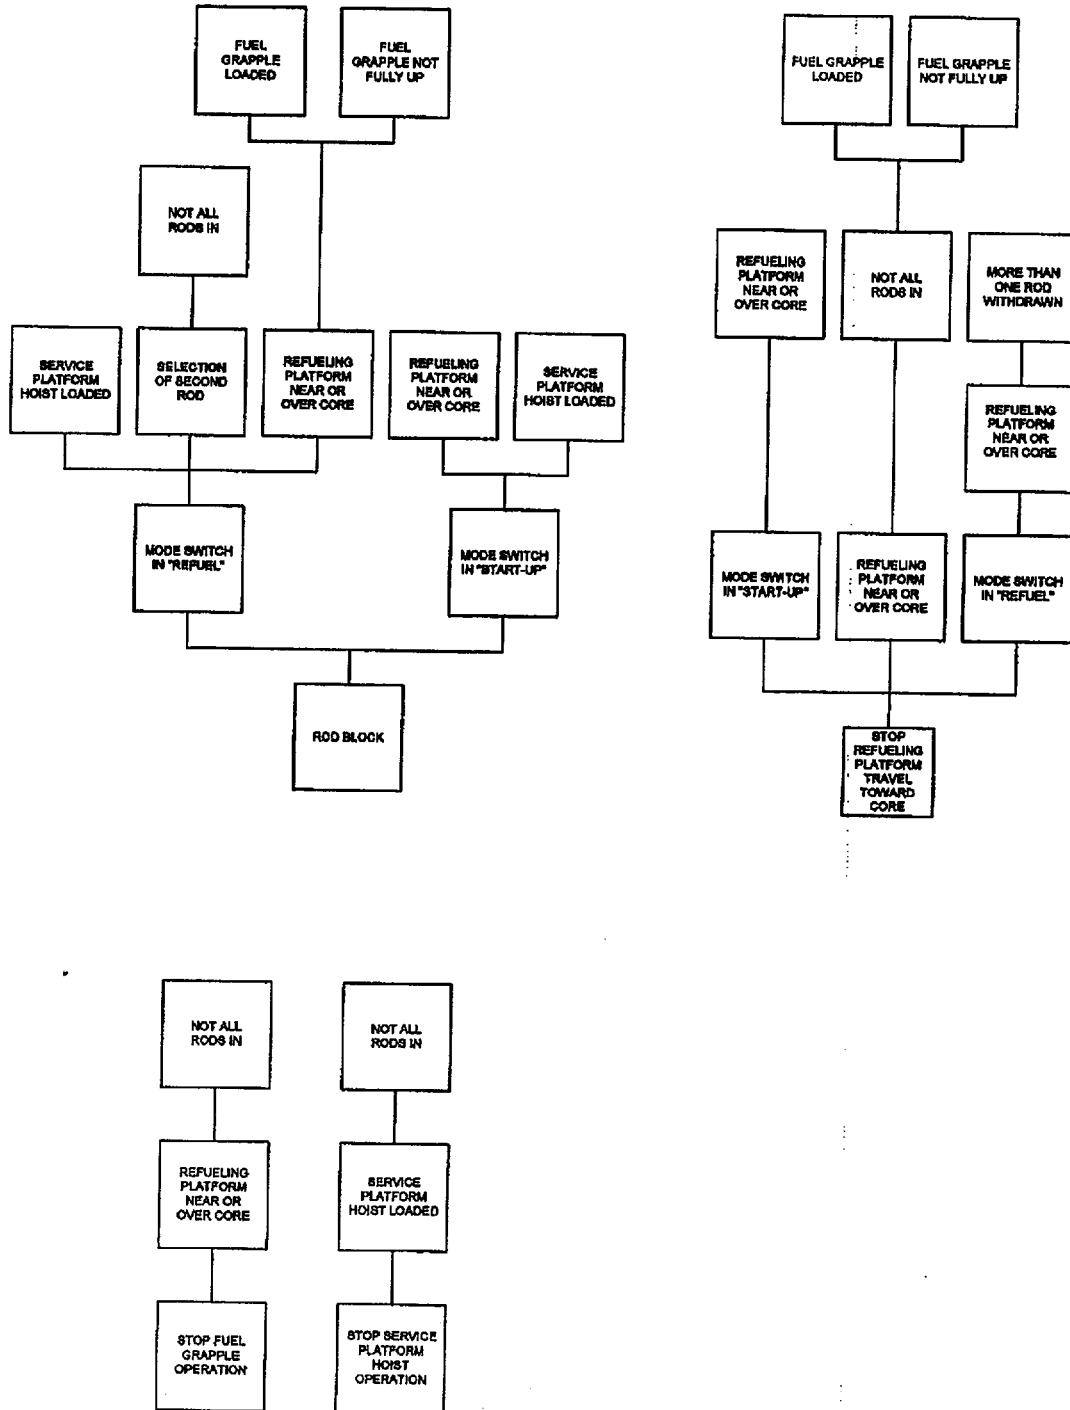 FUEL
GRAPPLE
LOADED
FUEL
GRAPPLE NOT
FULLY UP
NOT ALL
RODS IN
SERVICE
PLATFORM
HOIST LOADED
SELECTION
OF SECOND
ROD
REFUELING
PLATFORM
NEAR OR
OVER CORE
REFUELING
PLATFORM
NEAR OR
OVER CORE
SERVICE
PLATFORM
HOIST LOADED
MODE SWITCH
IN "REFUEL"
MODE SWITCH
IN "START-UP"
ROD BLOCK
FUEL GRAPPLE
LOADED
FUEL GRAPPLE
NOT FULLY UP
REFUELING
PLATFORM
NEAR OR
OVER CORE
NOT ALL
RODS IN
MORE THAN
ONE ROD
WITHDRAWN
REFUELING
PLATFORM
NEAR OR
OVER CORE
MODE SWITCH
IN "START-UP"
REFUELING
PLATFORM
NEAR OR
OVER CORE
MODE SWITCH
IN "REFUEL"
STOP
REFUELING
PLATFORM
TRAVEL
TOWARD
CORE
NOT ALL
RODS IN
REFUELING
PLATFORM
NEAR OR
OVER CORE
STOP FUEL
GRAPPLE
OPERATION
NOT ALL
RODS IN
SERVICE
PLATFORM
HOIST LOADED
STOP SERVICE
PLATFORM
HOIST
OPERATION